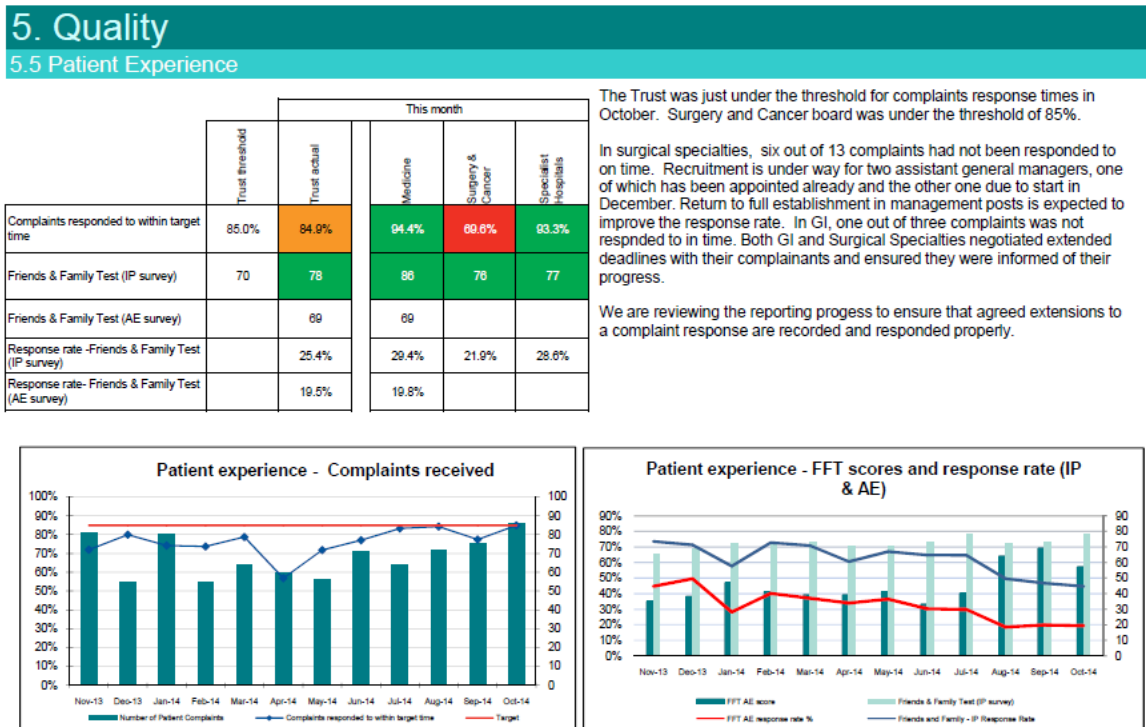 5. Quality
5.5 Patient Experience
This month
Trust threshold
Trust actual
Medicine
Surgery &
Cancer
Specialist
Hospitals
Complaints responded to within target
time
85.0% 84.9% 94.4% 69.6% 93.3%
Friends & Family Test (IP survey) 70 78 86 76 77
Friends & Family Test (AE survey) 69 69
Response rate -Friends & Family Test
(IP survey)
25.4% 29.4% 21.9% 28.6%
Response rate- Friends & Family Test
(AE survey)
19.5% 19.8%
The Trust was just under the threshold for complaints response times in
October. Surgery and Cancer board was under the threshold of 85%.
In surgical specialties, six out of 13 complaints had not been responded to
on time. Recruitment is under way for two assistant general managers, one
of which has been appointed already and the other one due to start in
December. Return to full establishment in management posts is expected to
improve the response rate. In GI, one out of three complaints was not
respnded to in time. Both GI and Surgical Specialties negotiated extended
deadlines with their complainants and ensured they were informed of their
progress.
We are reviewing the reporting progess to ensure that agreed extensions to
a complaint response are recorded and responded properly.
Patient experience - Complaints received
100% 100
90% 90
80% 80
70% 70
60% 60
50% 50
40% 40
30% 30
20% 20
10% 10
0% 0
Nov-13 Dec-13 Jan-14 Feb-14 Mar-14 Apr-14 May-14 Jun-14 Jul-14 Aug-14 Sep-14 Oct-14
Number of Patient Complaints Complaints responded to within target time Target
Patient experience - FFT scores and response rate (IP
& AE)
90% 90
80% 80
70% 70
60% 60
50% 50
40% 40
30% 30
20% 20
10% 10
0% 0
Nov-13 Dec-13 Jan-14 Feb-14 Mar-14 Apr-14 May-14 Jun-14 Jul-14 Aug-14 Sep-14 Oct-14
FFT AE score Friends & Family Test (IP survey)
FFT AE response rate % Friends and Family - IP Response Rate